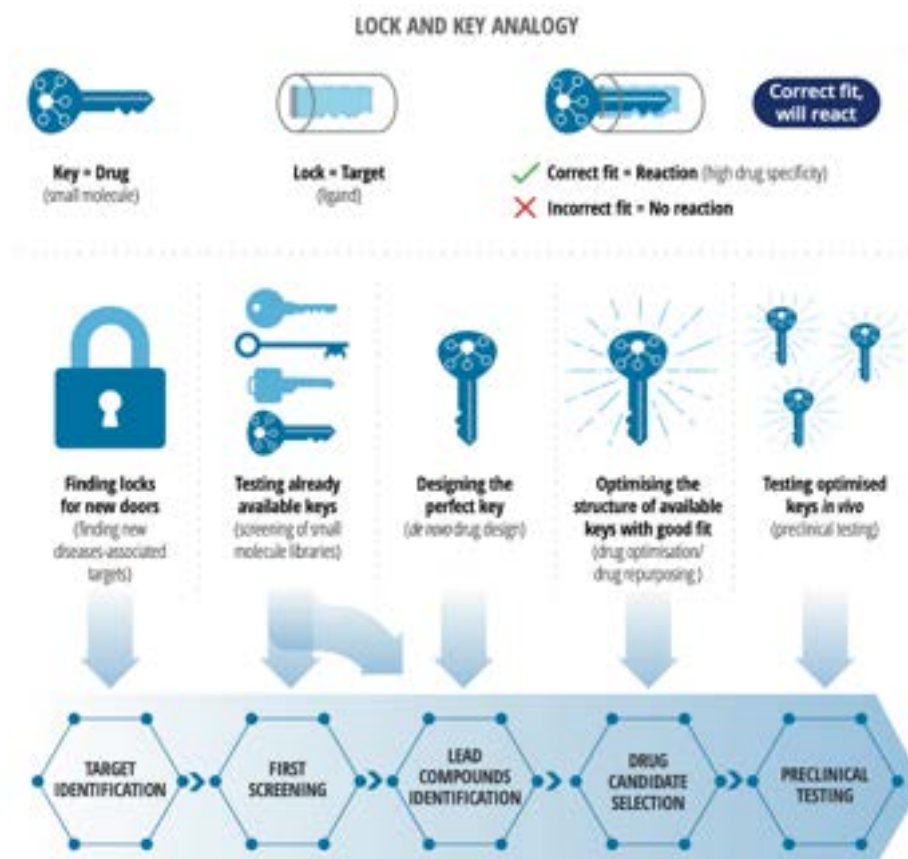 LOCK AND KEY ANALOGY
Key = Drug
(small molecule)
Lock = Target
(ligand)
Correct fit,
will react
Correct fit = Reaction (high drug specificity)
Incorrect fit = No reaction
Finding locks
for new doors
(finding new
diseases-associated
targets)
Testing already
available keys
(screening of small
molecule libraries)
Designing the
perfect key
(de novo drug design)
Optimising the
structure of available
keys with good fit
(drug optimisation/
drug repurposing )
Testing optimised
keys in vivo
(preclinical testing)
TARGET
IDENTIFICATION
FIRST
SCREENING
LEAD
COMPOUNDS
IDENTIFICATION
DRUG
CANDIDATE
SELECTION
PRECLINICAL
TESTING